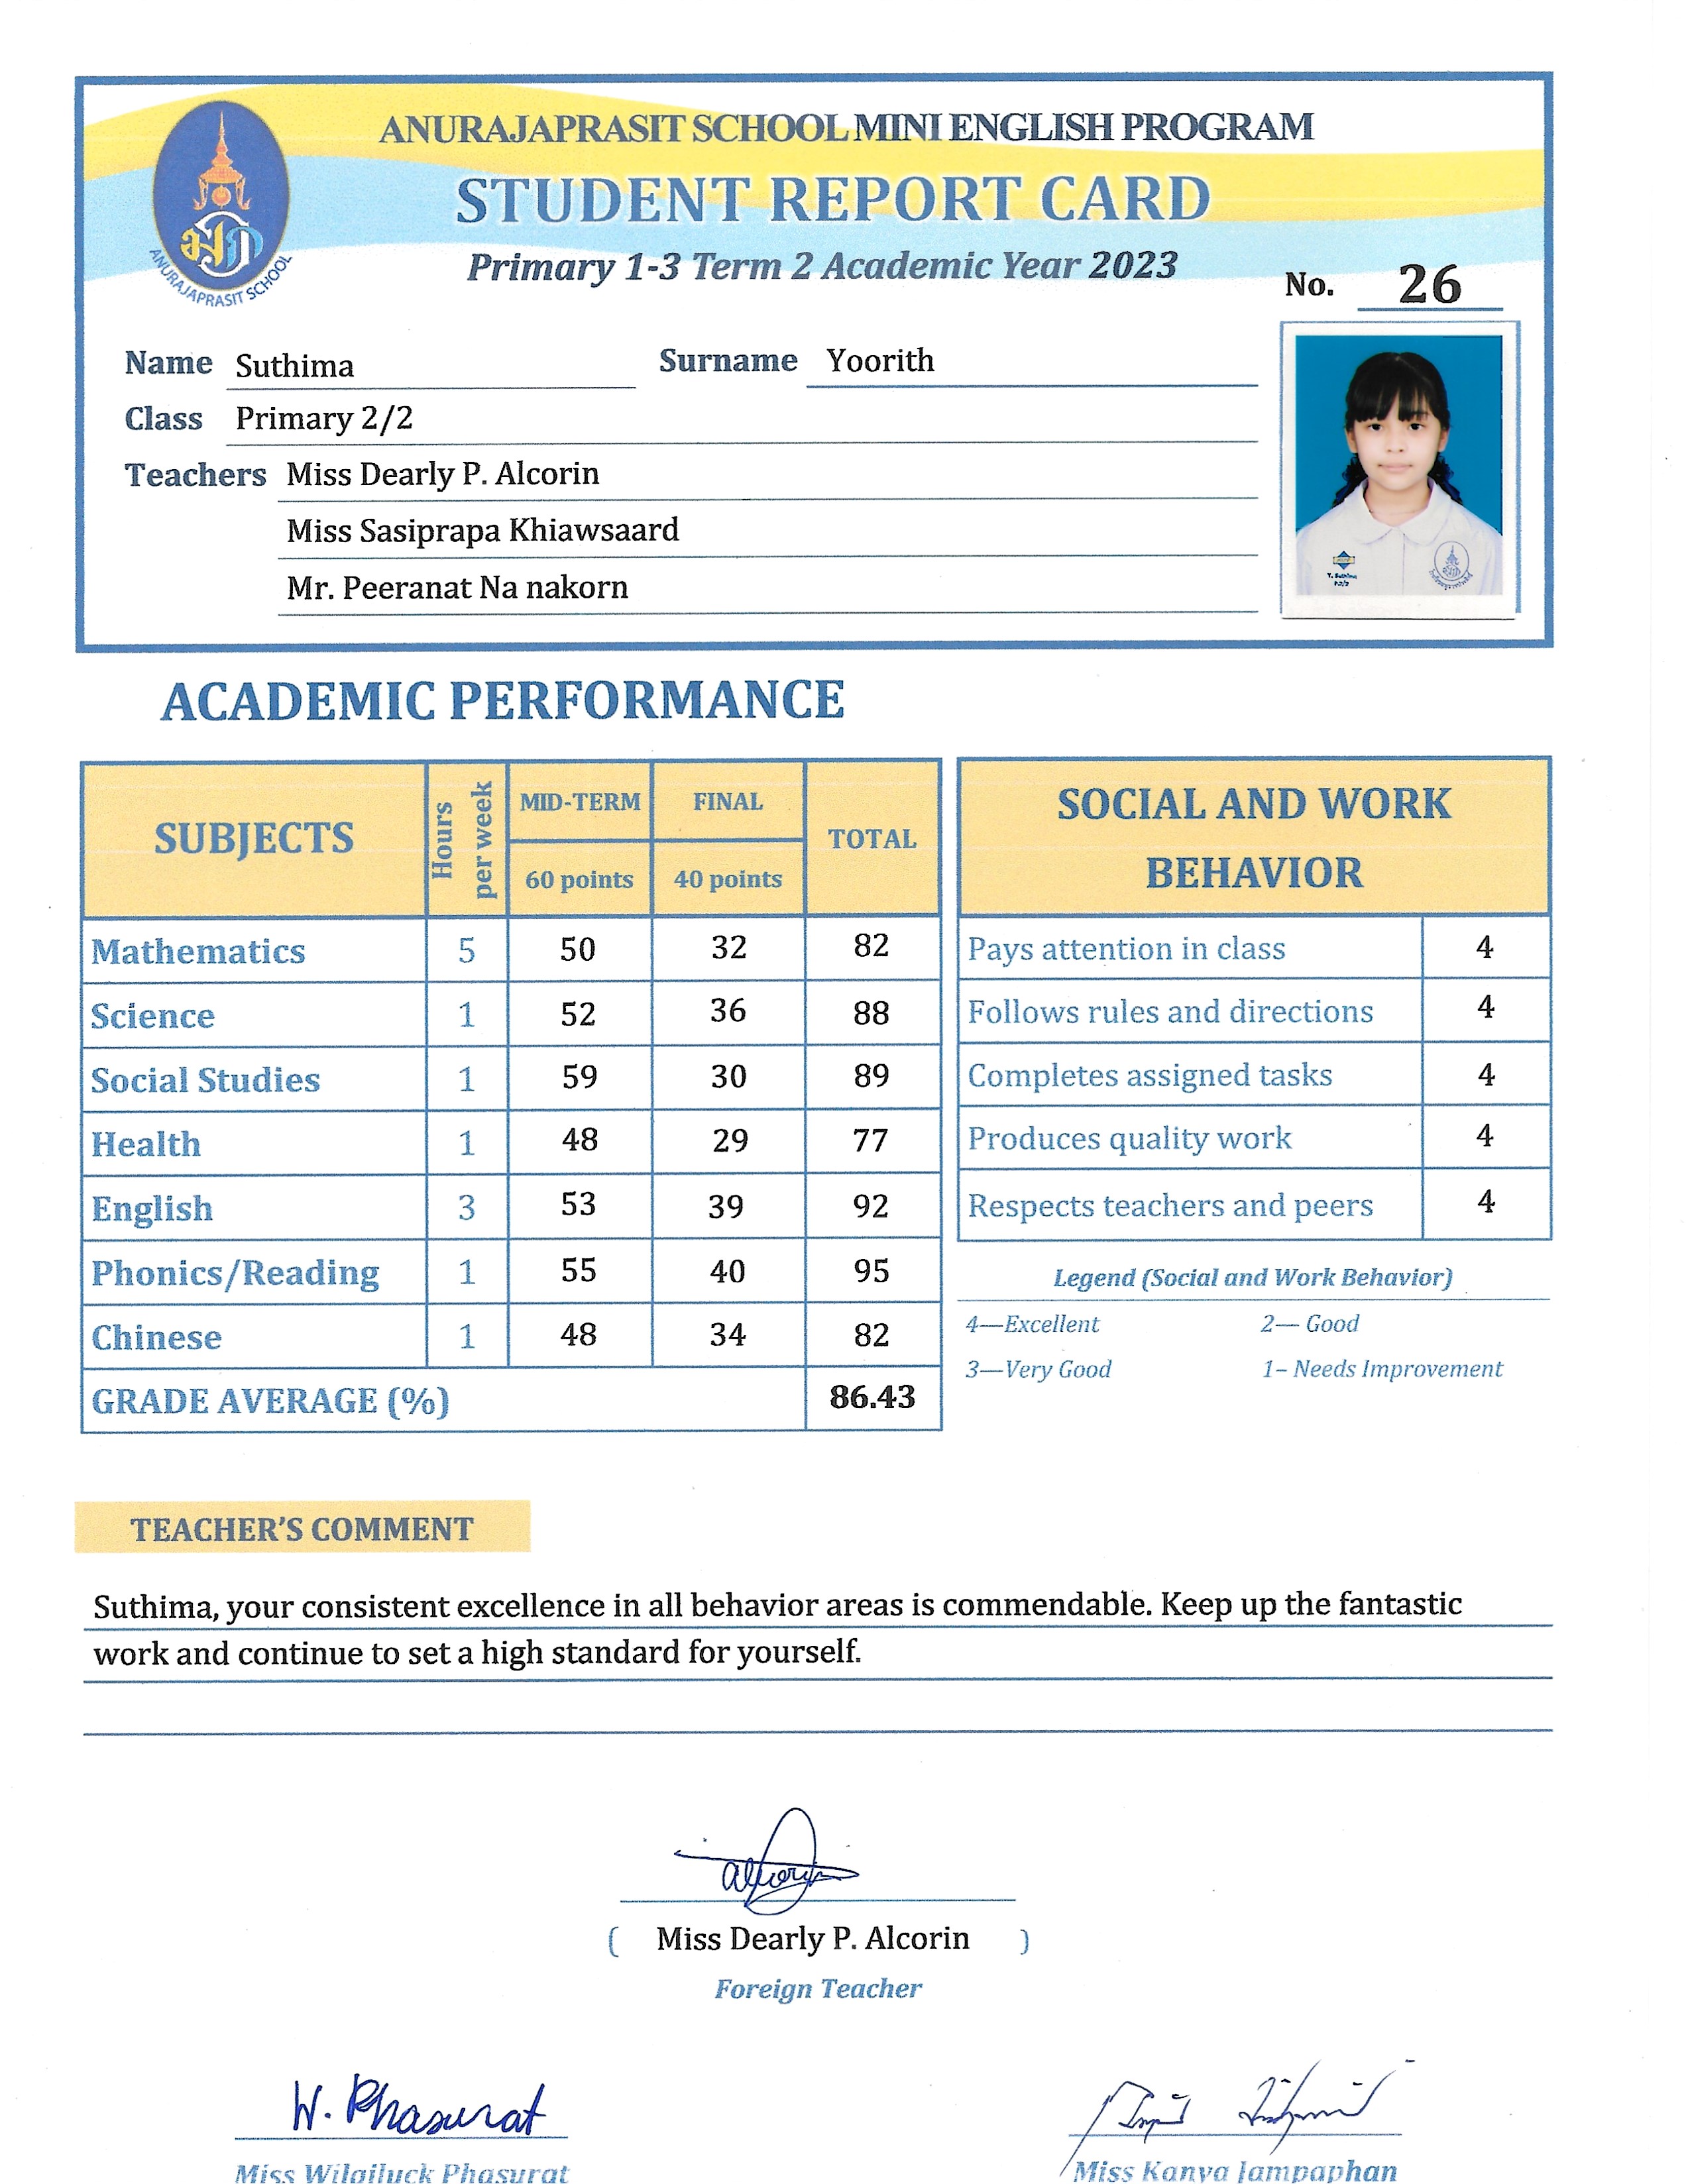 ANURAJAPRASIT SCHOOL MINI ENGLISH PROGRAM
STUDENT REPORT CARD
Primary 1-3 Term 2 Academic Year 2023
ANURAJAPRASIT SCHOOL
No. 26
Name Suthima Surname Yoorith
Class Primary 2/2
Teachers Miss Dearly P. Alcorin
Miss Sasiprapa Khiawsaard
Mr. Peeranat Na nakorn
Y. Suthima
ACADEMIC PERFORMANCE
SUBJECTS Hours per week MID-TERM FINAL TOTAL
60 points 40 points
Mathematics 5 50 32 82
Science 1 52 36 88
Social Studies 1 59 30 89
Health 1 48 29 77
English 3 53 39 92
Phonics/Reading 1 55 40 95
Chinese 1 48 34 82
GRADE AVERAGE (%) 86.43
SOCIAL AND WORK
BEHAVIOR
Pays attention in class 4
Follows rules and directions 4
Completes assigned tasks 4
Produces quality work 4
Respects teachers and peers 4
Legend (Social and Work Behavior)
4—Excellent 2— Good
3—Very Good 1– Needs Improvement
TEACHER'S COMMENT
Suthima, your consistent excellence in all behavior areas is commendable. Keep up the fantastic
work and continue to set a high standard for yourself.
alcorin
( Miss Dearly P. Alcorin )
Foreign Teacher
W. Phasurat
Miss Wilailuck Phasurat Miss Kanya Jampaphan